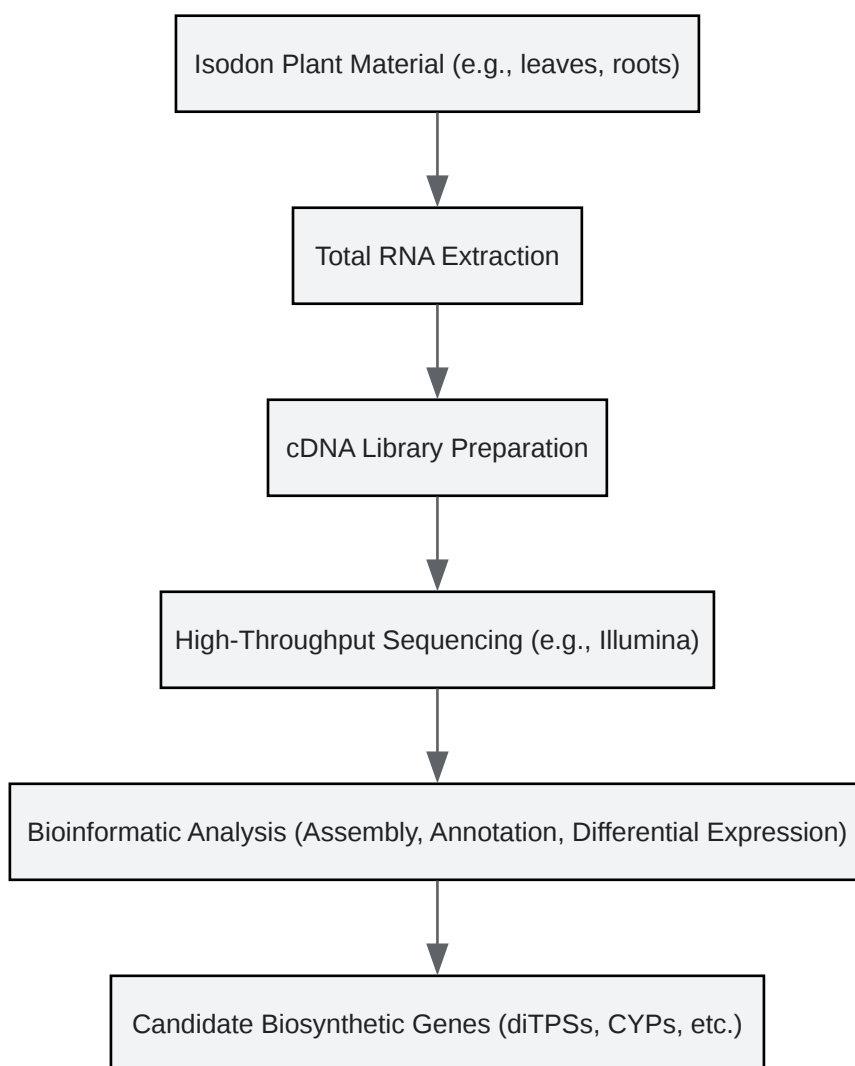 Isodon Plant Material (e.g., leaves, roots)
Total RNA Extraction
cDNA Library Preparation
High-Throughput Sequencing (e.g., Illumina)
Bioinformatic Analysis (Assembly, Annotation, Differential Expression)
Candidate Biosynthetic Genes (diTPSs, CYPs, etc.)